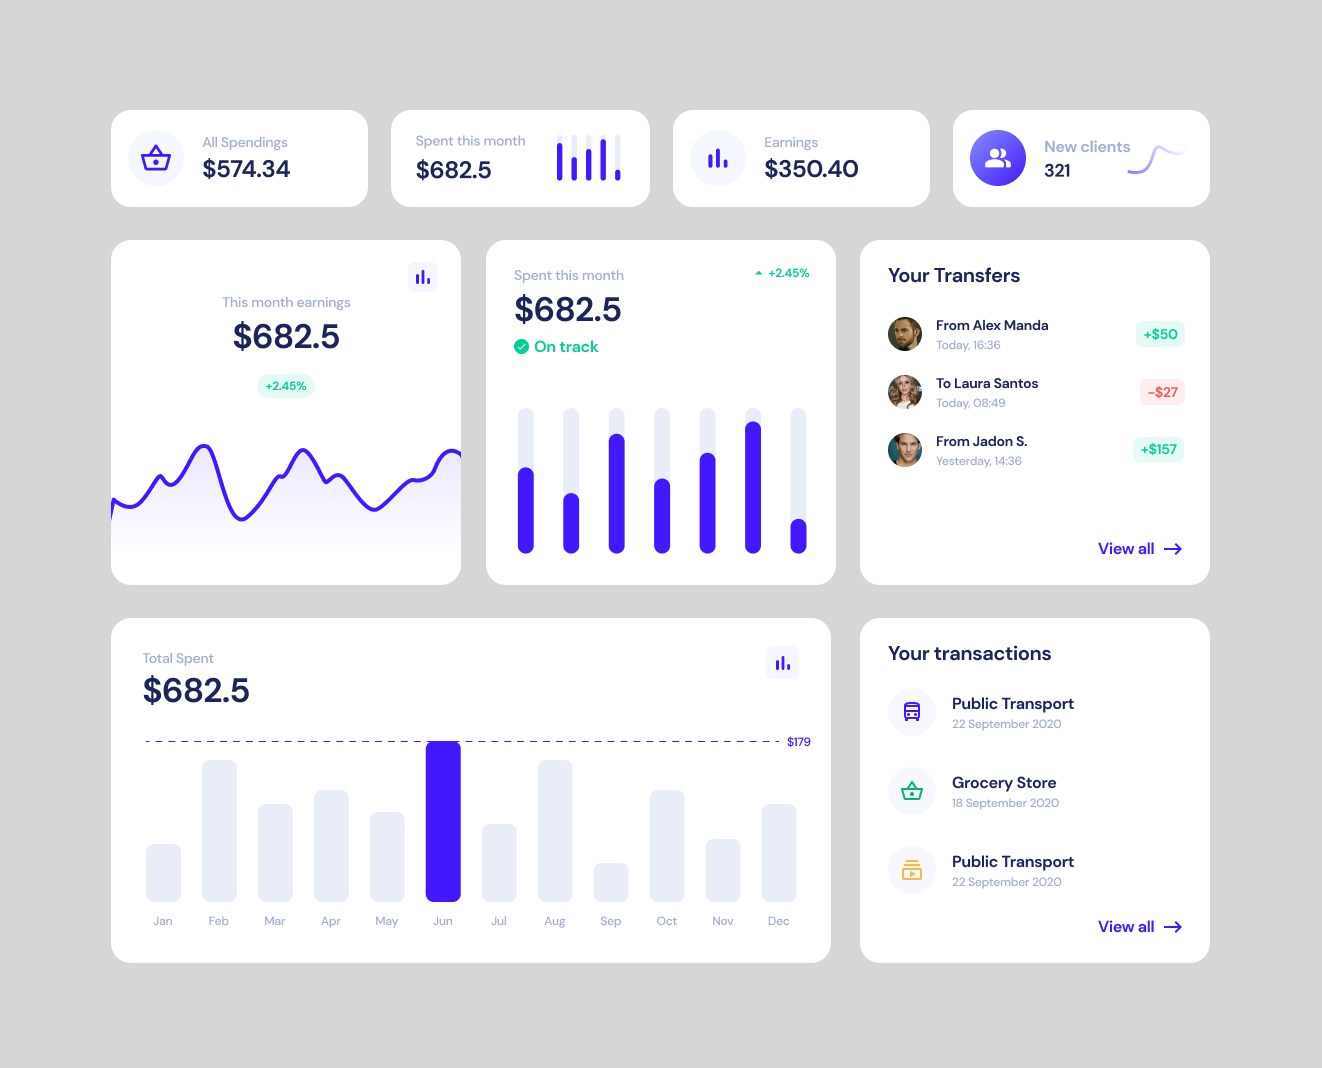 All Spendings
$574.34
Spent this month
$682.5
Earnings
$350.40
New clients
321
This month earnings
$682.5
+2.45%
Spent this month
+2.45%
$682.5
On track
Your Transfers
From Alex Manda
Today, 16:36
+$50
To Laura Santos
Today, 08:49
-$27
From Jadon S.
Yesterday, 14:36
+$157
View all
Total Spent
$682.5
$179
Jan Feb Mar Apr May Jun Jul Aug Sep Oct Nov Dec
Your transactions
Public Transport
22 September 2020
Grocery Store
18 September 2020
Public Transport
22 September 2020
View all